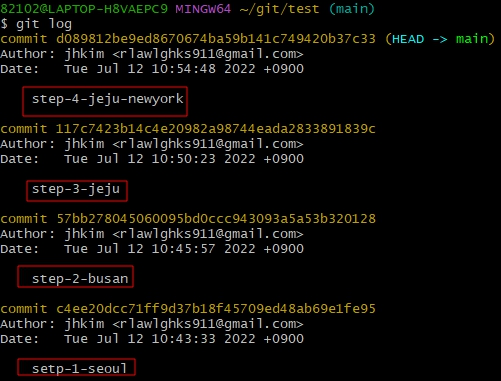 82102@LAPTOP-H8VAEPC9 MINGW64 ~/git/test (main)
$ git log
commit d089812be9ed8670674ba59b141c749420b37c33 (HEAD -> main)
Author: jhkim <rlawlghks911@gmail.com>
Date:   Tue Jul 12 10:54:48 2022 +0900
step-4-jeju-newyork
commit 117c7423b14c4e20982a98744eada2833891839c
Author: jhkim <rlawlghks911@gmail.com>
Date:   Tue Jul 12 10:50:23 2022 +0900
step-3-jeju
commit 57bb278045060095bd0ccc943093a5a53b320128
Author: jhkim <rlawlghks911@gmail.com>
Date:   Tue Jul 12 10:45:57 2022 +0900
step-2-busan
commit c4ee20dcc71ff9d37b18f45709ed48ab69e1fe95
Author: jhkim <rlawlghks911@gmail.com>
Date:   Tue Jul 12 10:43:33 2022 +0900
setp-1-seoul